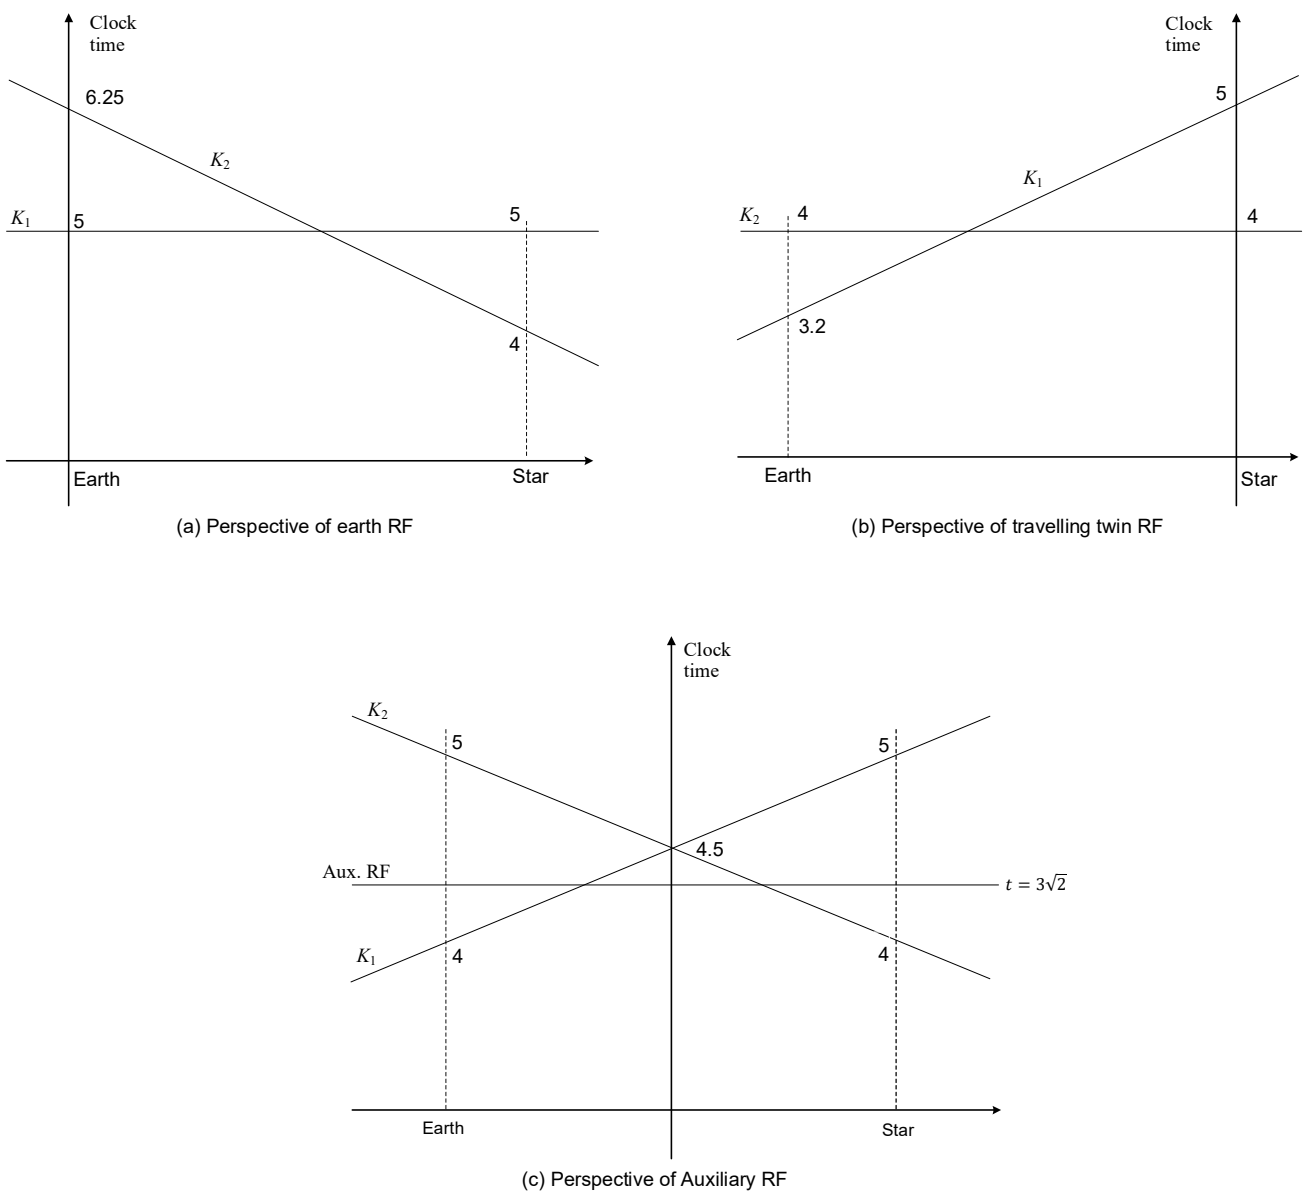 Clock
time
6.25
K₂
K₁
5
5
4
Earth
Star
(a) Perspective of earth RF
Clock
time
5
K₁
K₂
4
4
3.2
Earth
Star
(b) Perspective of travelling twin RF
Clock
time
K₂
5
5
4.5
Aux. RF
t = 3√2
K₁
4
4
Earth
Star
(c) Perspective of Auxiliary RF